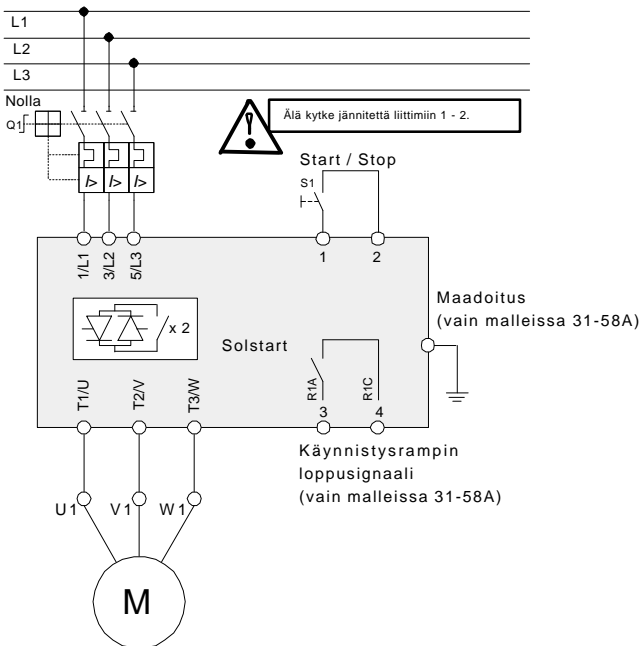 L1
L2
L3
Nolla
Q1
Älä kytke jännitettä liittimiin 1 - 2.
Start / Stop
S1
I> I> I>
1/L1 3/L2 5/L3
1 2
Maadoitus
(vain malleissa 31-58A)
x 2
Solstart
T1/U T2/V T3/W
R1A R1C
3 4
Käynnistysrampin
loppusignaali
(vain malleissa 31-58A)
U1 V1 W1
M